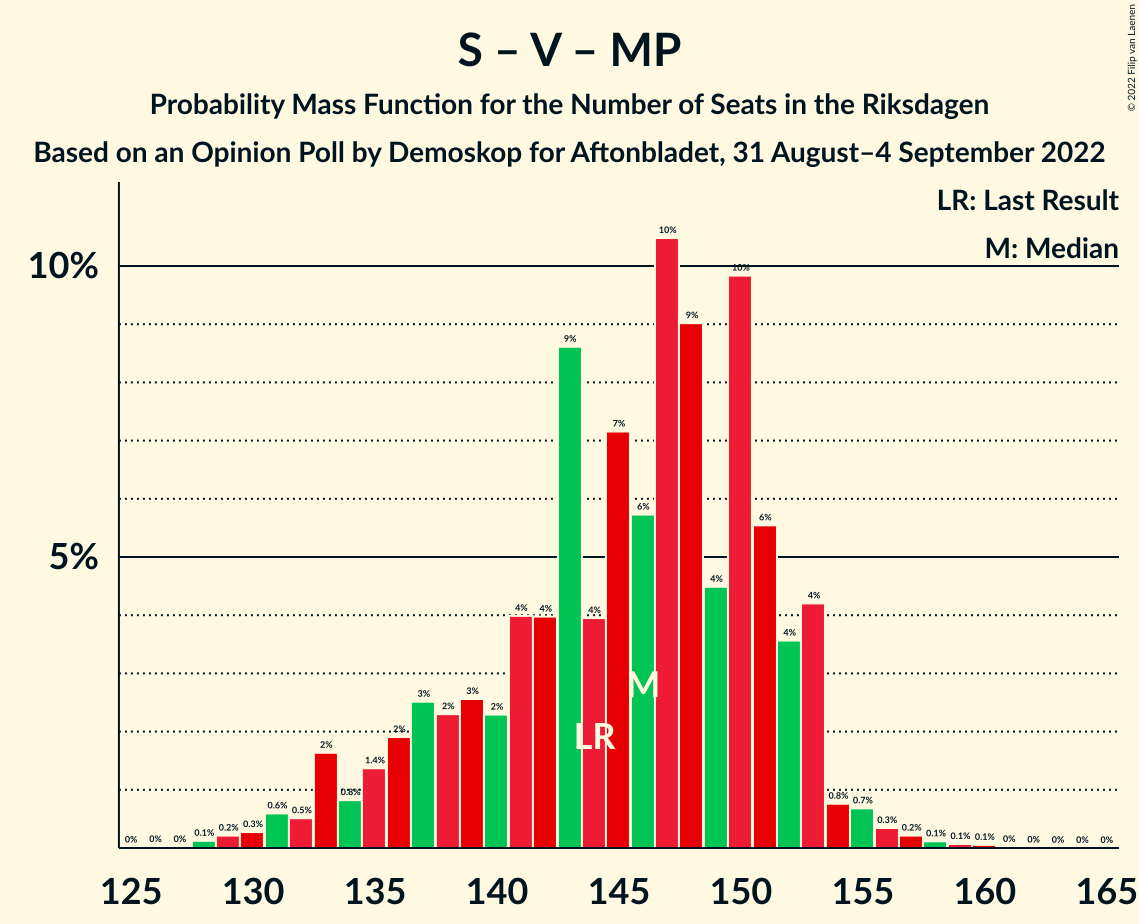 S – V – MP
Probability Mass Function for the Number of Seats in the Riksdagen
Based on an Opinion Poll by Demoskop for Aftonbladet, 31 August–4 September 2022
© 2022 Filip van Laenen
LR: Last Result
M: Median
10%
5%
0% 0% 0% 0.1% 0.2% 0.3% 0.6% 0.5% 2% 0.8% 1.4% 2% 3% 2% 3% 2% 4% 4% 9% 4% 7% 6% 10% 9% 4% 10% 6% 4% 4% 0.8% 0.7% 0.3% 0.2% 0.1% 0.1% 0.1% 0% 0% 0% 0% 0%
M
LR
125 130 135 140 145 150 155 160 165